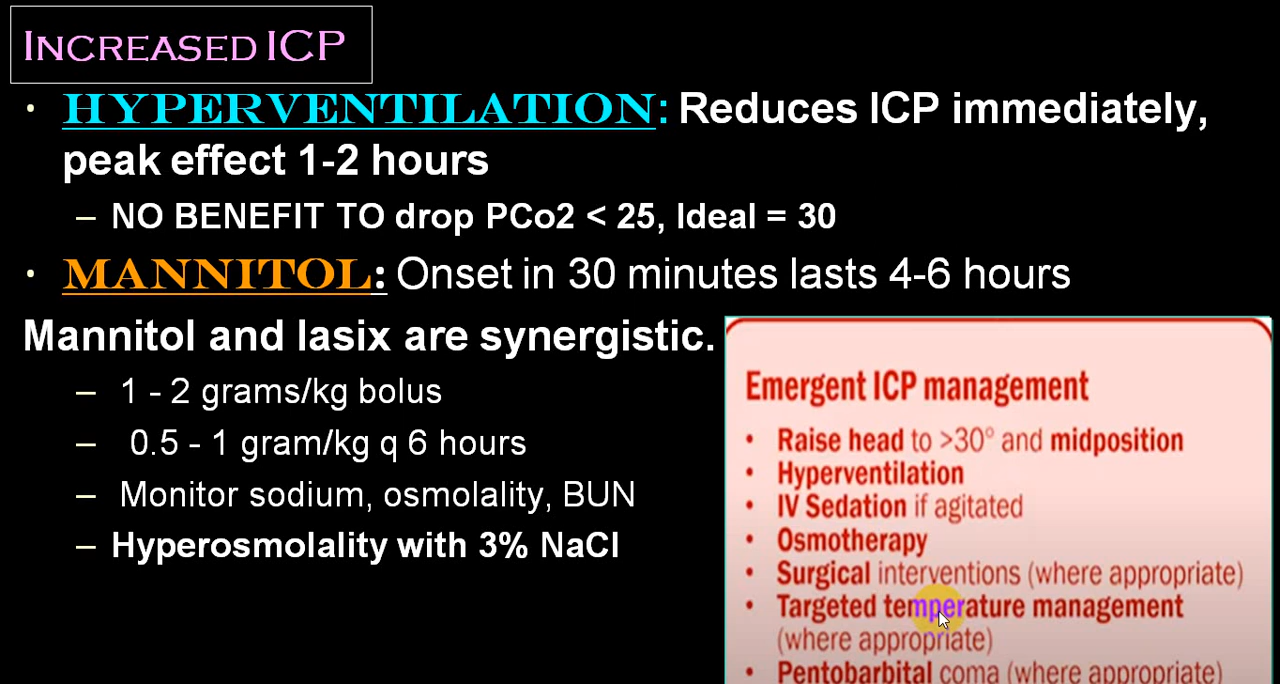 INCREASED ICP
• HYPERVENTILATION: Reduces ICP immediately,
peak effect 1-2 hours
– NO BENEFIT TO drop PCo2 < 25, Ideal = 30
• MANNITOL: Onset in 30 minutes lasts 4-6 hours
Mannitol and lasix are synergistic.
– 1 - 2 grams/kg bolus
– 0.5 - 1 gram/kg q 6 hours
– Monitor sodium, osmolality, BUN
– Hyperosmolality with 3% NaCl
Emergent ICP management
• Raise head to >30° and midposition
• Hyperventilation
• IV Sedation if agitated
• Osmotherapy
• Surgical interventions (where appropriate)
• Targeted temperature management
(where appropriate)
• Pentobarbital coma (where appropriate)